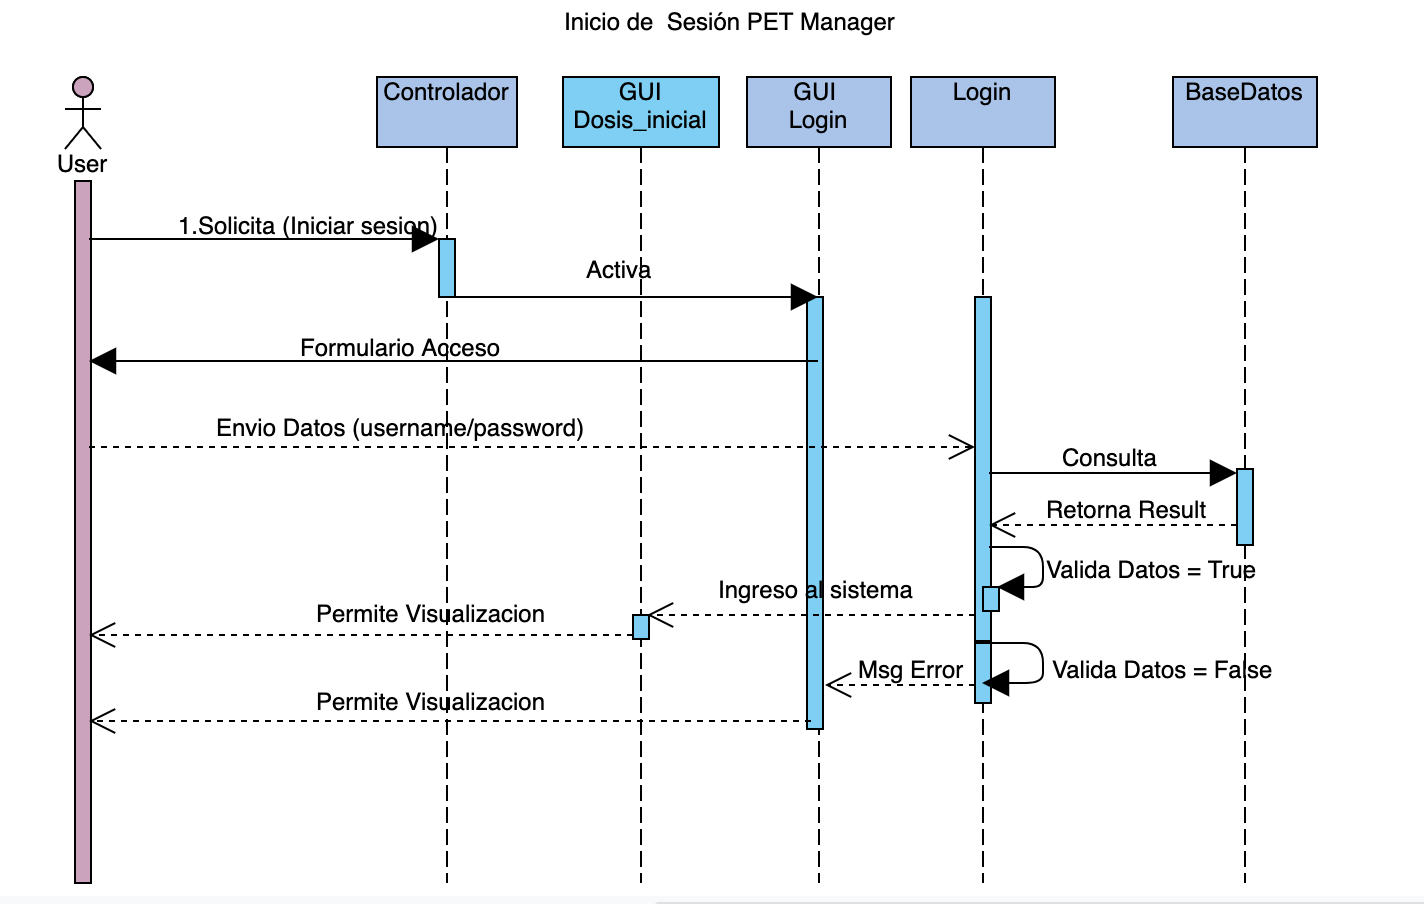 Inicio de  Sesión PET Manager
User
Controlador
GUI
Dosis_inicial
GUI
Login
Login
BaseDatos
1.Solicita (Iniciar sesion)
Activa
Formulario Acceso
Envio Datos (username/password)
Consulta
Retorna Result
Valida Datos = True
Ingreso al sistema
Permite Visualizacion
Valida Datos = False
Msg Error
Permite Visualizacion